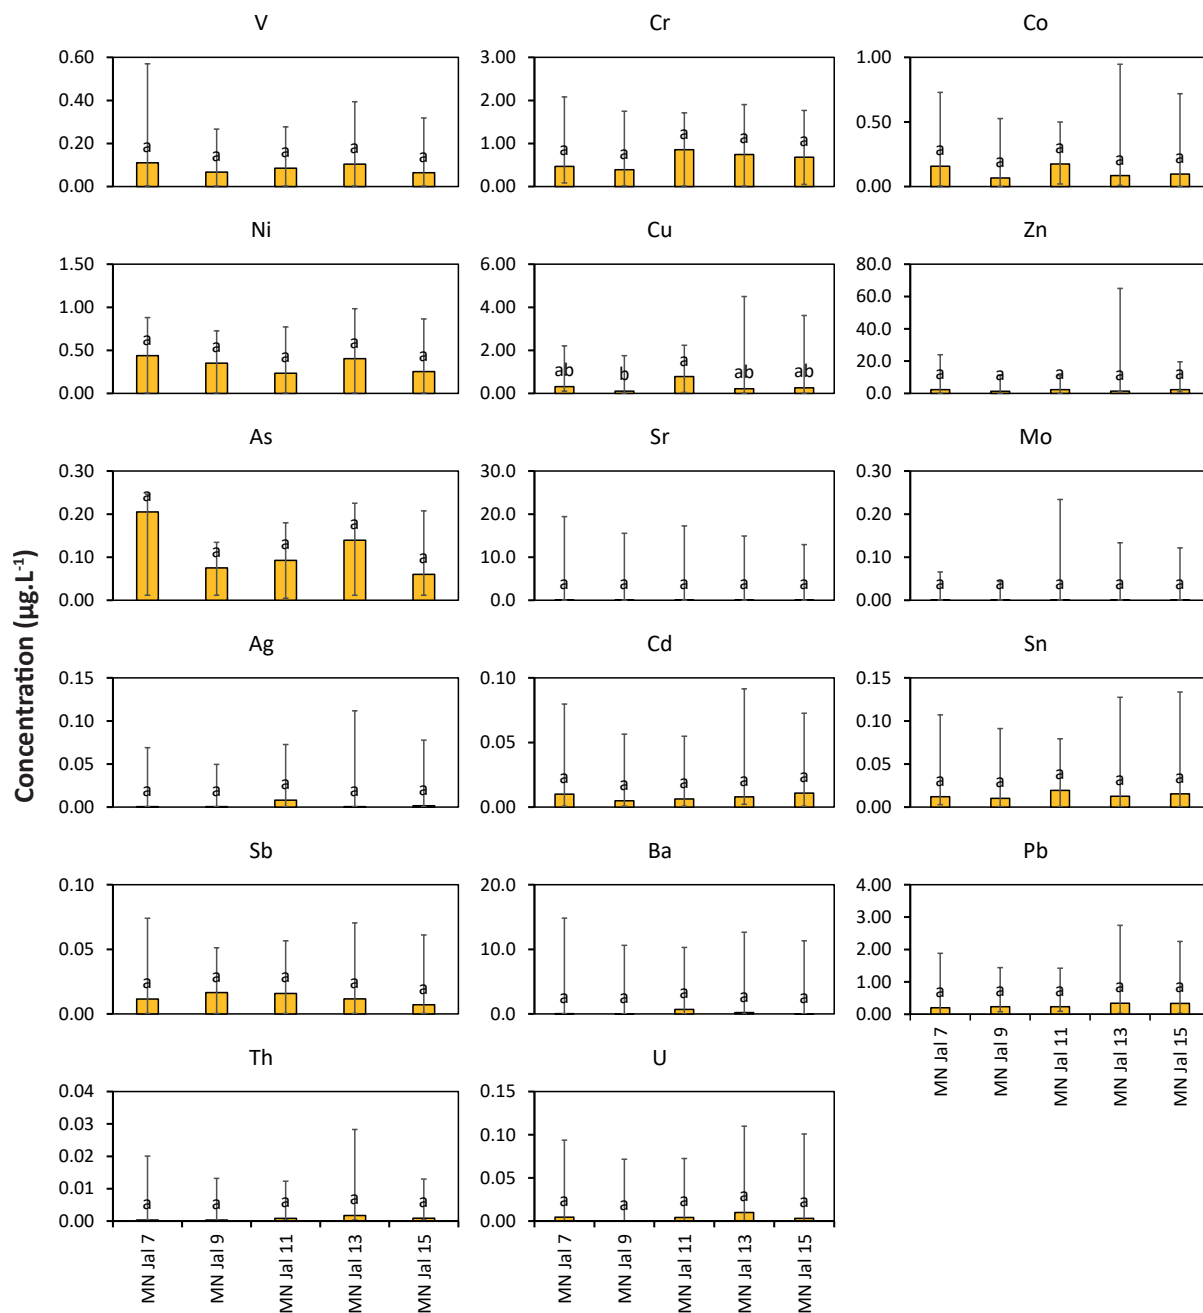 V Cr Co
0.60 3.00 1.00
0.40 2.00
0.50
0.20 1.00
a a a a a a a a a a a a a a a
0.00 0.00 0.00
Ni Cu Zn
1.50 6.00 80.0
60.0
1.00 4.00
40.0
0.50 2.00
20.0
a a a a a ab b a ab ab a a a a a
0.00 0.00 0.0
As Sr Mo
0.30 30.0 0.30
0.20 20.0 0.20
0.10 10.0 0.10
a a a a a a a a a a a a a a a
0.00 0.0 0.00
Concentration (µg.L⁻¹)
Ag Cd Sn
0.15 0.10 0.15
0.10 0.10
0.05
0.05 0.05
a a a a a a a a a a a a a a a
0.00 0.00 0.00
Sb Ba Pb
0.10 20.0 4.00
3.00
0.05 10.0 2.00
1.00
a a a a a a a a a a a a a a a
0.00 0.0 0.00
MN Jal 7 MN Jal 9 MN Jal 11 MN Jal 13 MN Jal 15
Th U
0.04 0.15
0.03
0.10
0.02
0.05
0.01
a a a a a a a a a a
0.00 0.00
MN Jal 7 MN Jal 9 MN Jal 11 MN Jal 13 MN Jal 15 MN Jal 7 MN Jal 9 MN Jal 11 MN Jal 13 MN Jal 15